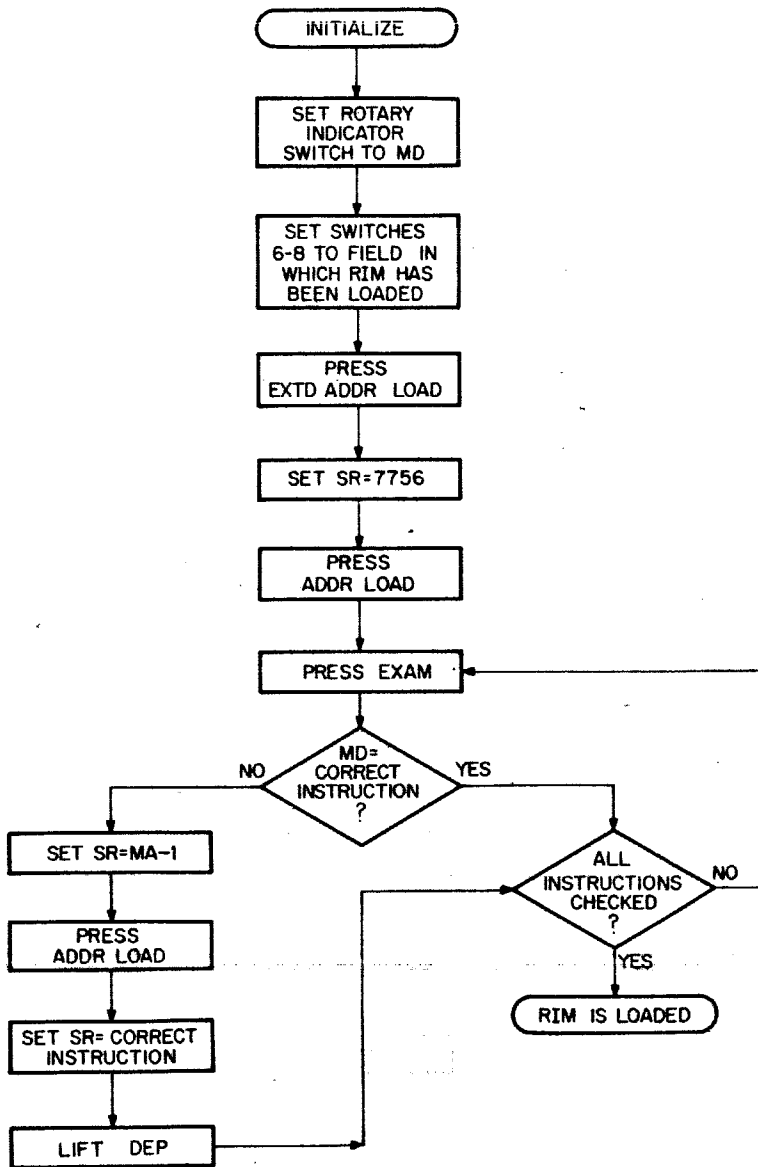 INITIALIZE
SET ROTARY
INDICATOR
SWITCH TO MD
SET SWITCHES
6-8 TO FIELD IN
WHICH RIM HAS
BEEN LOADED
PRESS
EXTD ADDR LOAD
SET SR=7756
PRESS
ADDR LOAD
PRESS EXAM
MD=
CORRECT
INSTRUCTION
?
NO
YES
SET SR=MA-1
PRESS
ADDR LOAD
SET SR= CORRECT
INSTRUCTION
LIFT DEP
ALL
INSTRUCTIONS
CHECKED
?
NO
YES
RIM IS LOADED